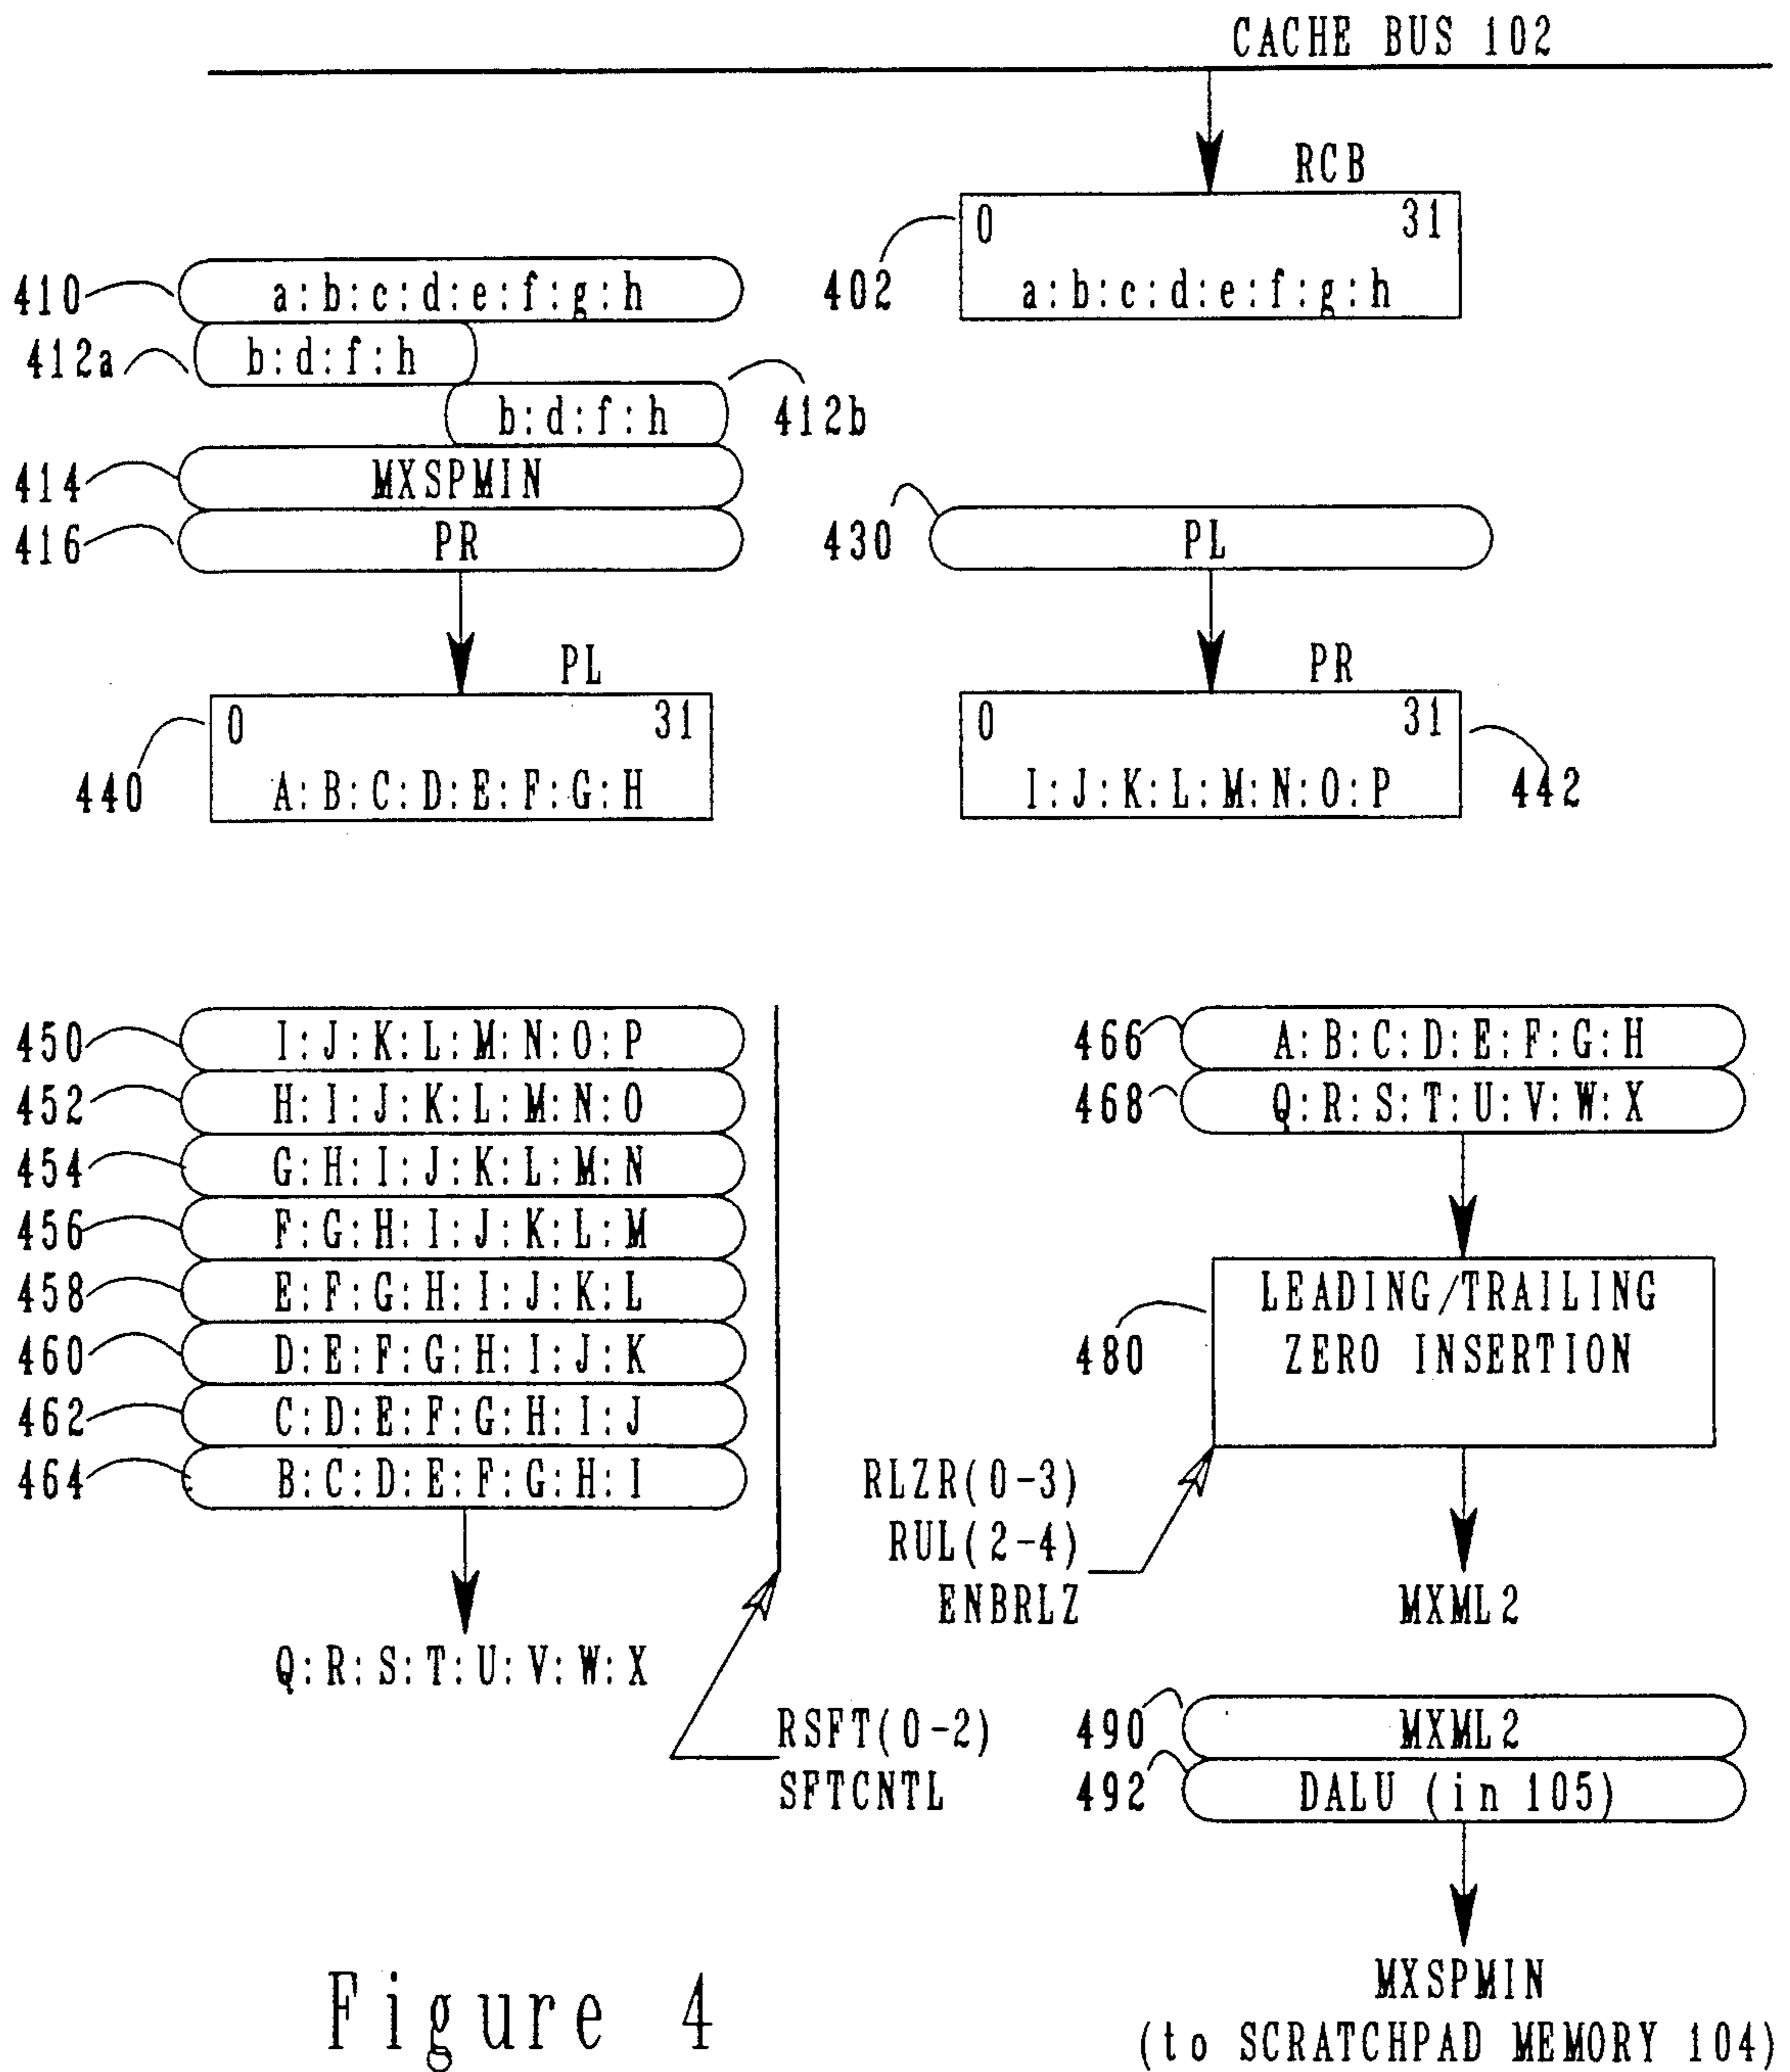 CACHE BUS 102
RCB
0 31
402
a:b:c:d:e:f:g:h
410
a:b:c:d:e:f:g:h
412a
b:d:f:h
b:d:f:h
412b
414
MXSPMIN
416
PR
430
PL
PL
0 31
440
A:B:C:D:E:F:G:H
PR
0 31
I:J:K:L:M:N:O:P
442
450
I:J:K:L:M:N:O:P
452
H:I:J:K:L:M:N:O
454
G:H:I:J:K:L:M:N
456
F:G:H:I:J:K:L:M
458
E:F:G:H:I:J:K:L
460
D:E:F:G:H:I:J:K
462
C:D:E:F:G:H:I:J
464
B:C:D:E:F:G:H:I
Q:R:S:T:U:V:W:X
RSFT(0-2)
SFTCNTL
466
A:B:C:D:E:F:G:H
468
Q:R:S:T:U:V:W:X
480
LEADING/TRAILING
ZERO INSERTION
RLZR(0-3)
RUL(2-4)
ENBRLZ
MXML2
490
MXML2
492
DALU (in 105)
MXSPMIN
(to SCRATCHPAD MEMORY 104)
Figure 4